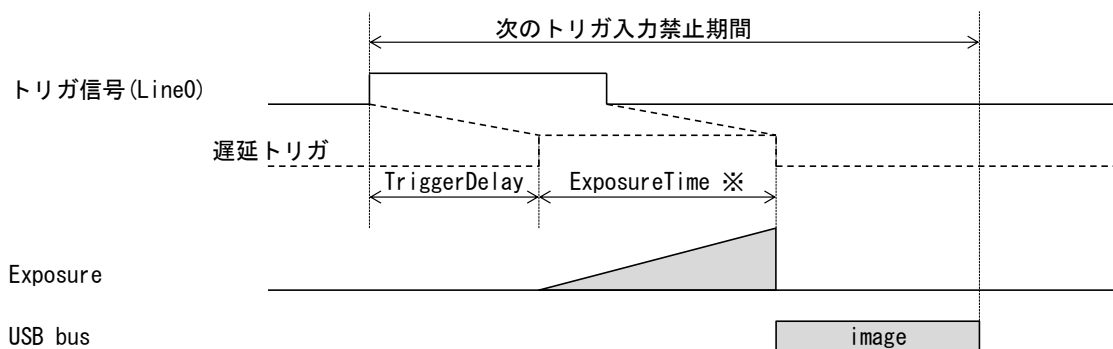 次のトリガ入力禁止期間
トリガ信号(Line0)
遅延トリガ
TriggerDelay
ExposureTime ※
Exposure
USB bus
image